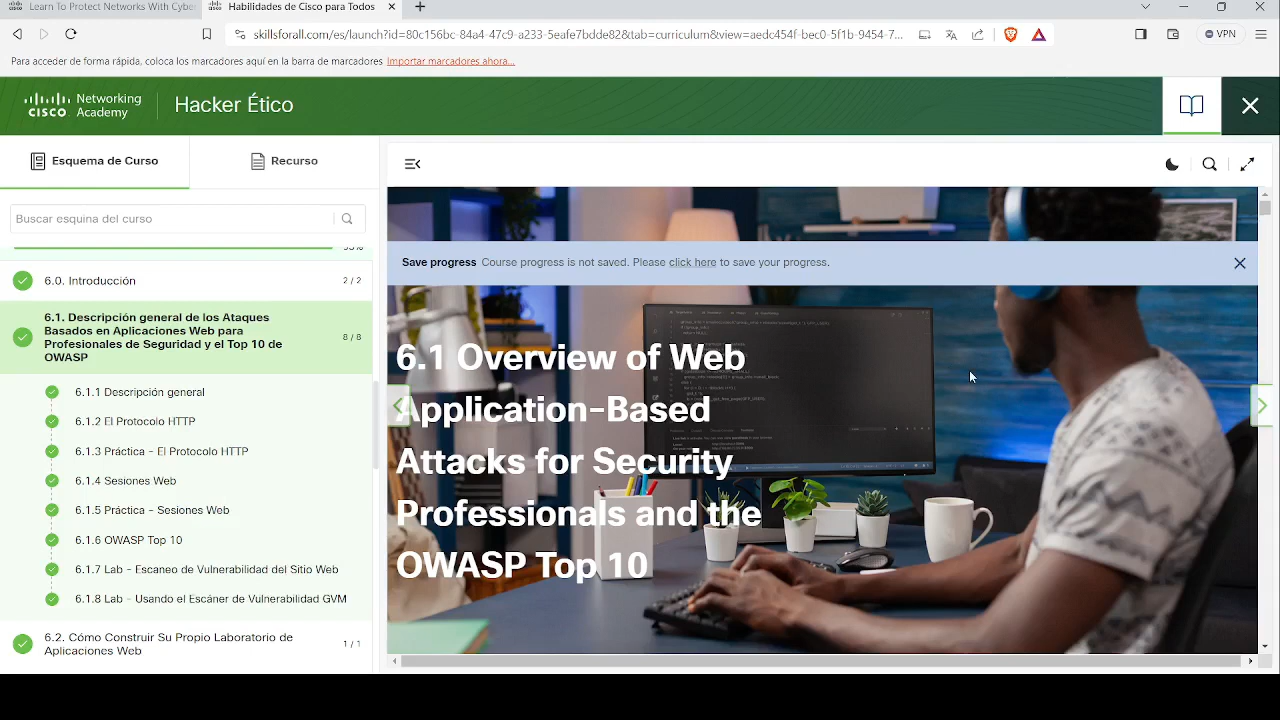 Learn To Protect Networks With Cybe
Habilidades de Cisco para Todos
skillsforall.com/es/launch?id=80c156bc-84a4-47c9-a233-5eafe7bdde82&tab=curriculum&view=aedc454f-bec0-5f1b-9454-7...
VPN
Para acceder de forma rápida, coloca los marcadores aquí en la barra de marcadores Importar marcadores ahora...
Networking
CISCO Academy
Hacker Ético
Esquema de Curso
Recurso
Buscar esquina del curso
6.0. Introducción
2 / 2
6.1. Descripción general de los Ataques
Basados en Aplicaciones Web para
Profesionales de Seguridad y el Top 10 de
OWASP
8 / 8
6.1.1 Descripción general
6.1.2 El Protocolo HTTP
6.1.3 Práctica - El Protocolo HTTP
6.1.4 Sesiones Web
6.1.5 Práctica - Sesiones Web
6.1.6 OWASP Top 10
6.1.7 Lab - Escaneo de Vulnerabilidad del Sitio Web
6.1.8 Lab - Usando el Escáner de Vulnerabilidad GVM
6.2. Cómo Construir Su Propio Laboratorio de
Aplicaciones Web
1 / 1
Save progress Course progress is not saved. Please click here to save your progress.
6.1 Overview of Web
Application-Based
Attacks for Security
Professionals and the
OWASP Top 10